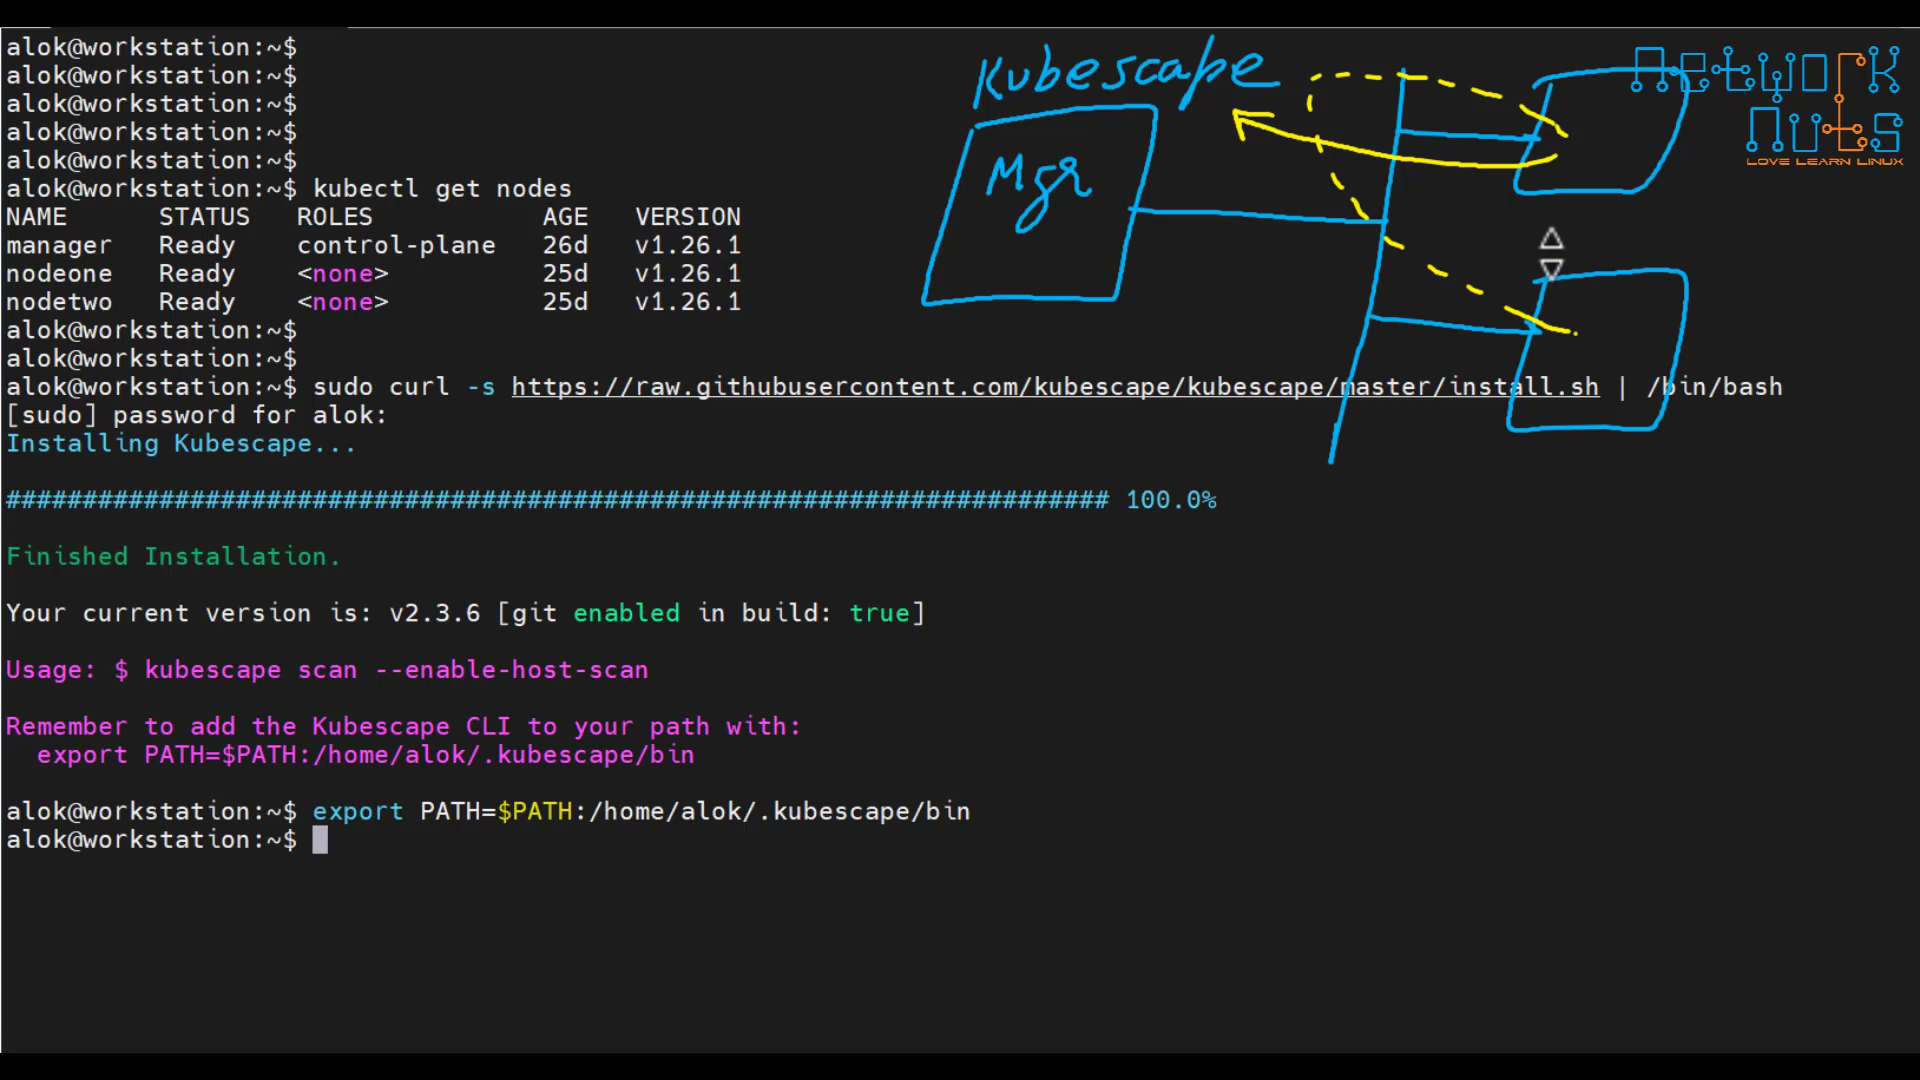 alok@workstation:~$
alok@workstation:~$
alok@workstation:~$
alok@workstation:~$
alok@workstation:~$
alok@workstation:~$ kubectl get nodes
NAME STATUS ROLES AGE VERSION
manager Ready control-plane 26d v1.26.1
nodeone Ready <none> 25d v1.26.1
nodetwo Ready <none> 25d v1.26.1
alok@workstation:~$
alok@workstation:~$
alok@workstation:~$ sudo curl -s https://raw.githubusercontent.com/kubescape/kubescape/master/install.sh | /bin/bash
[sudo] password for alok:
Installing Kubescape...
######################################################################## 100.0%
Finished Installation.
Your current version is: v2.3.6 [git enabled in build: true]
Usage: $ kubescape scan --enable-host-scan
Remember to add the Kubescape CLI to your path with:
export PATH=$PATH:/home/alok/.kubescape/bin
alok@workstation:~$ export PATH=$PATH:/home/alok/.kubescape/bin
alok@workstation:~$
Kubescape
Mgr
Network
Nuts
LOVE LEARN LINUX